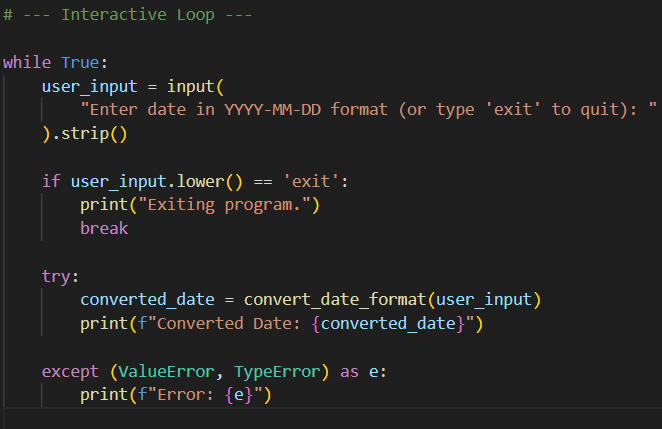 # --- Interactive Loop ---
while True:
    user_input = input(
        "Enter date in YYYY-MM-DD format (or type 'exit' to quit): "
    ).strip()
    if user_input.lower() == 'exit':
        print("Exiting program.")
        break
    try:
        converted_date = convert_date_format(user_input)
        print(f"Converted Date: {converted_date}")
    except (ValueError, TypeError) as e:
        print(f"Error: {e}")